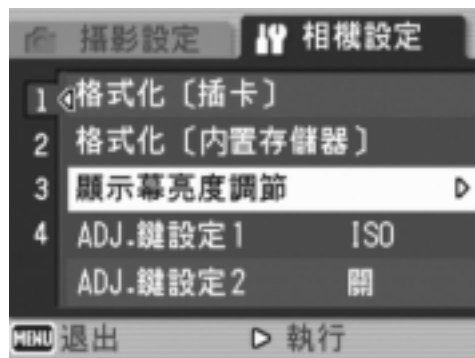 攝影設定 相機設定
1 格式化〔插卡〕
2 格式化〔內置存儲器〕
3 顯示幕亮度調節
4 ADJ.鍵設定1 ISO
ADJ.鍵設定2 關
MENU 退出 執行